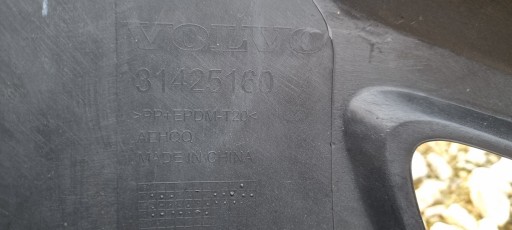 VOLVO
31425160
>PP+EPDM-T20<
MADE IN CHINA